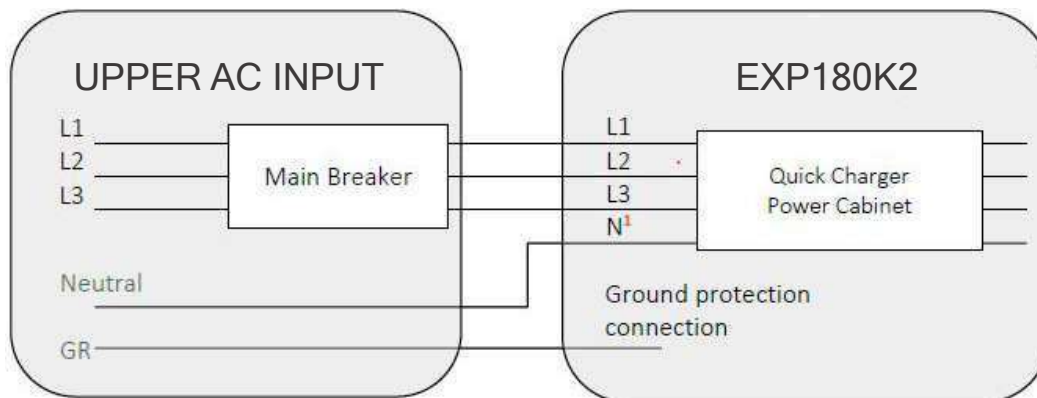 UPPER AC INPUT
L1
L2
L3
Main Breaker
Neutral
GR
EXP180K2
L1
L2
L3
N¹
Quick Charger
Power Cabinet
Ground protection
connection